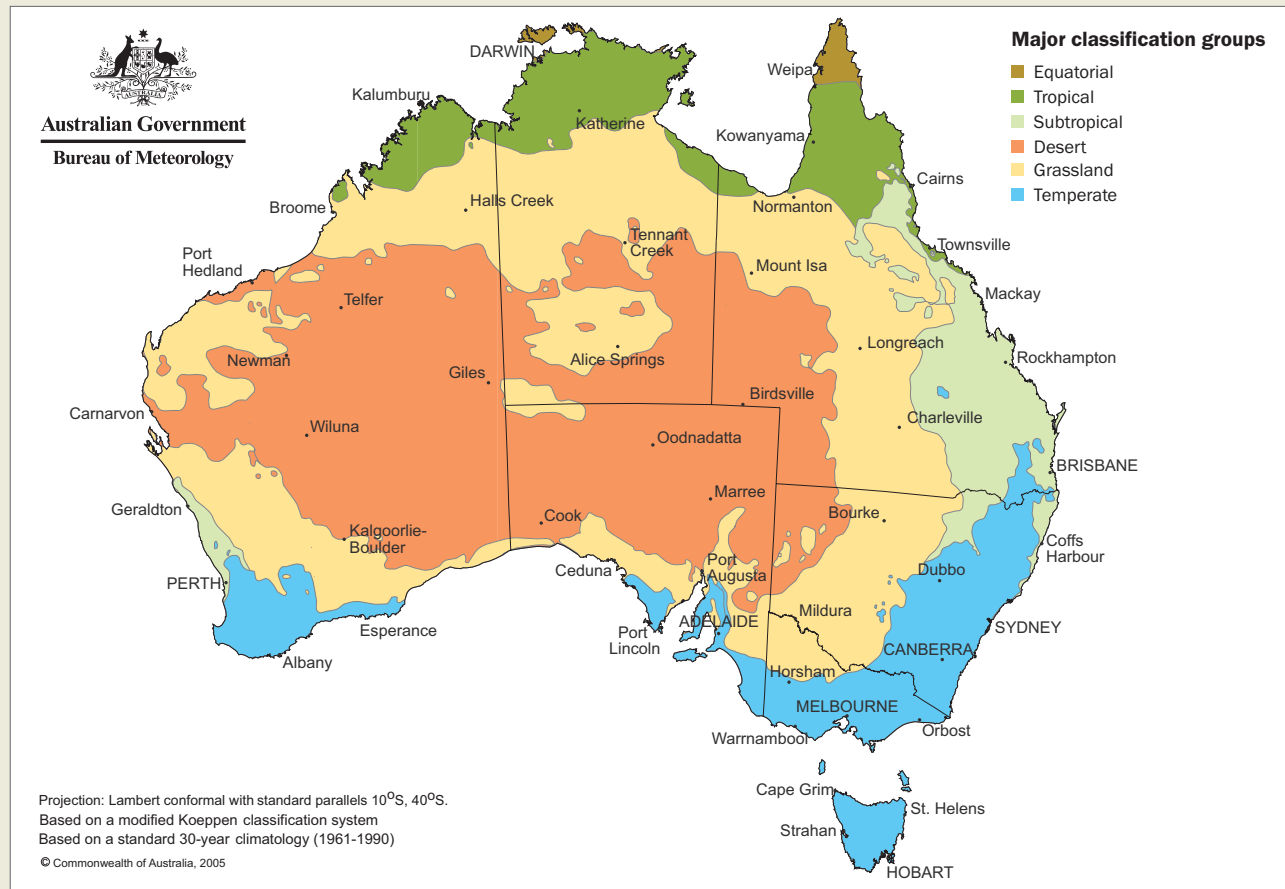 AUSTRALIA
Australian Government
Bureau of Meteorology
Major classification groups
Equatorial
Tropical
Subtropical
Desert
Grassland
Temperate
DARWIN
Weipa
Kalumburu
Katherine
Kowanyama
Cairns
Broome
Halls Creek
Normanton
Tennant
Creek
Townsville
Port
Hedland
Mount Isa
Mackay
Telfer
Longreach
Newman
Alice Springs
Rockhampton
Giles
Birdsville
Carnarvon
Charleville
Wiluna
Oodnadatta
BRISBANE
Marree
Geraldton
Bourke
Cook
Kalgoorlie-
Boulder
Coffs
Harbour
Port
Augusta
Ceduna
Dubbo
PERTH
Mildura
ADELAIDE
SYDNEY
Esperance
Port
Lincoln
CANBERRA
Albany
Horsham
MELBOURNE
Orbost
Warrnambool
Cape Grim
St. Helens
Strahan
HOBART
Projection: Lambert conformal with standard parallels 10°S, 40°S.
Based on a modified Koeppen classification system
Based on a standard 30-year climatology (1961-1990)
© Commonwealth of Australia, 2005